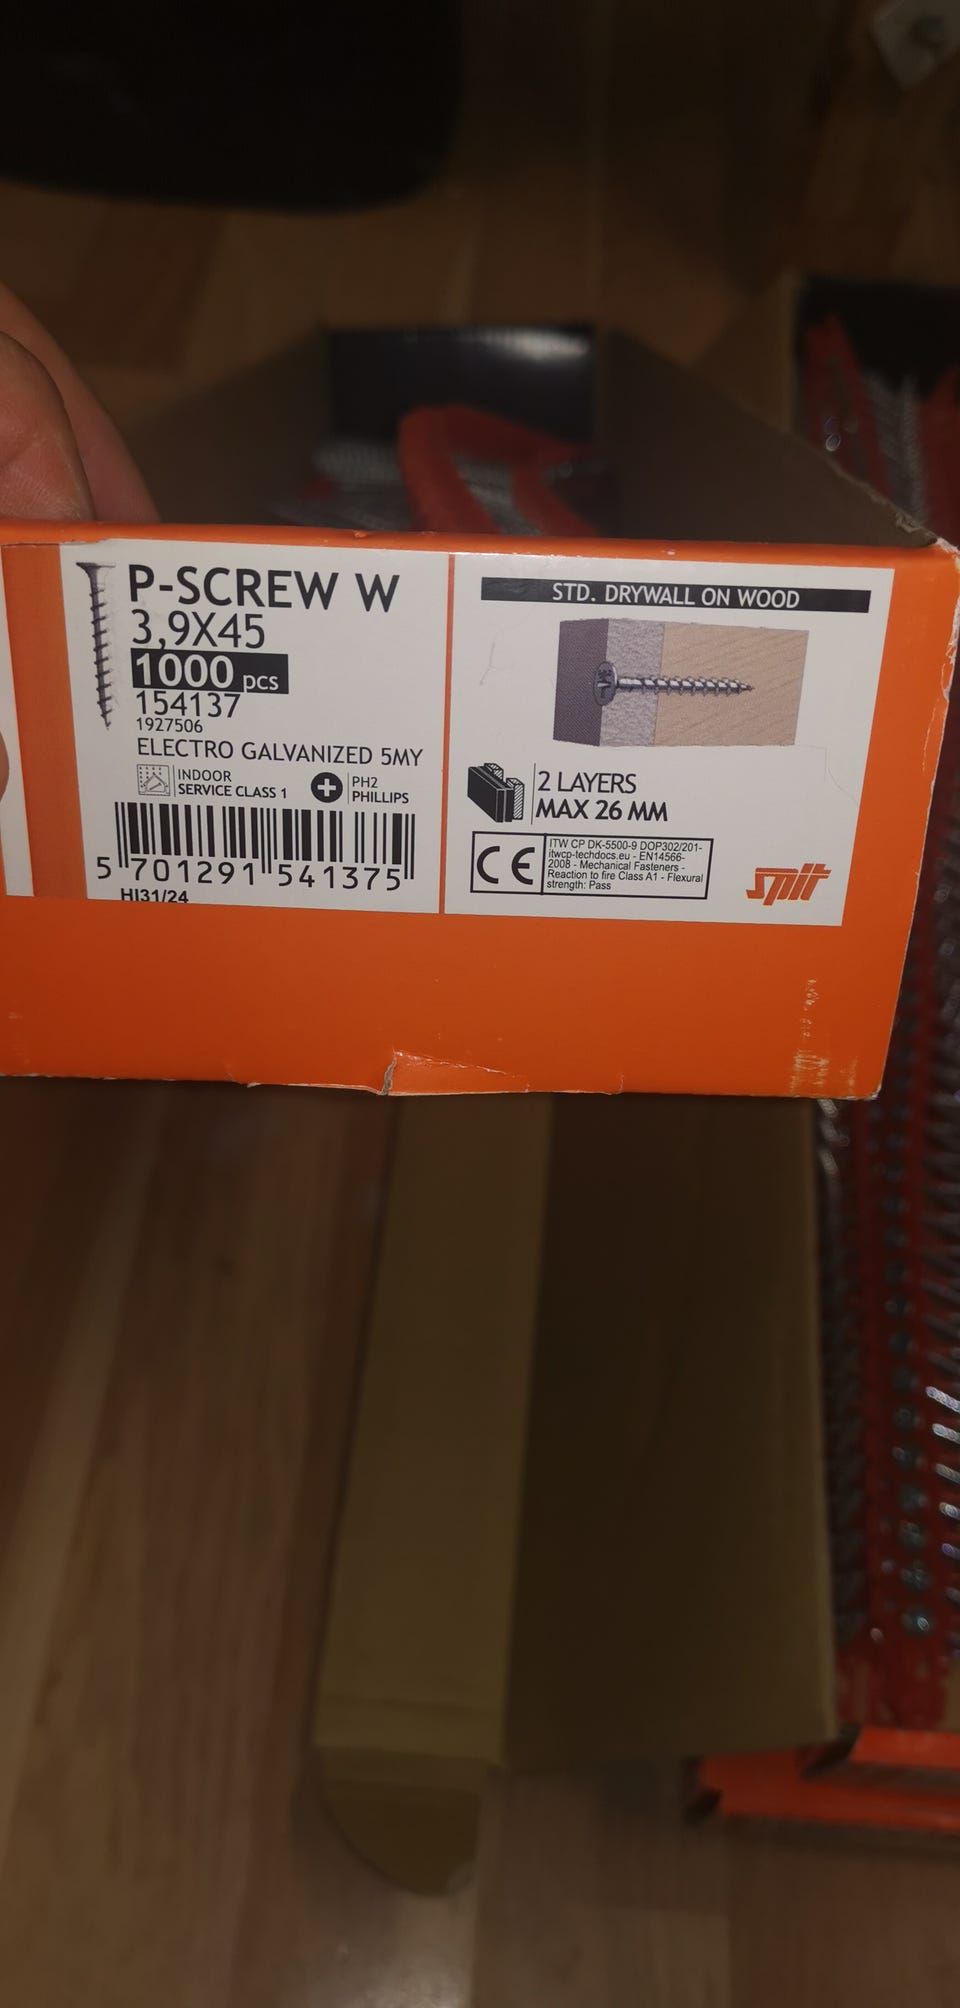 P-SCREW W
3,9X45
1000 pcs
154137
1927506
ELECTRO GALVANIZED 5MY
INDOOR
SERVICE CLASS 1
PH2
PHILLIPS
5 701291 541375
HI31/24
STD. DRYWALL ON WOOD
2 LAYERS
MAX 26 MM
CE
ITW CP DK-5500-9 DOP302/201-
itwcp-techdocs.eu - EN14566-
2008 - Mechanical Fasteners -
Reaction to fire Class A1 - Flexural
strength: Pass
spit